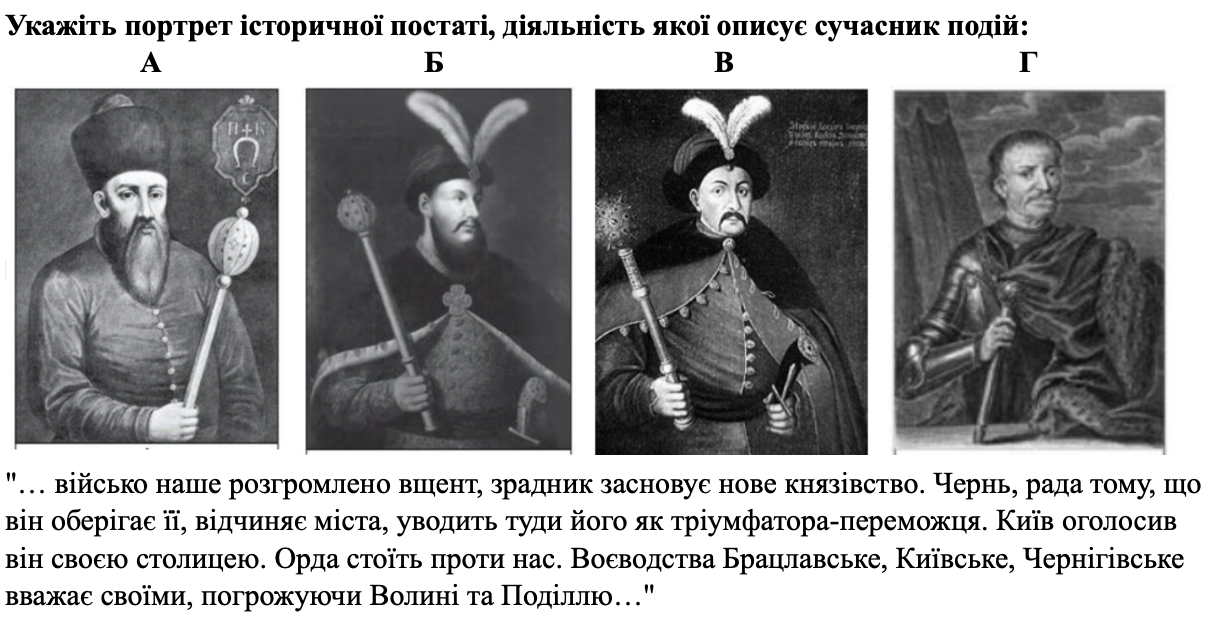 Укажіть портрет історичної постаті, діяльність якої описує сучасник подій:
А Б В Г
"… військо наше розгромлено вщент, зрадник засновує нове князівство. Чернь, рада тому, що
він оберігає її, відчиняє міста, уводить туди його як тріумфатора-переможця. Київ оголосив
він своєю столицею. Орда стоїть проти нас. Воєводства Брацлавське, Київське, Чернігівське
вважає своїми, погрожуючи Волині та Поділлю…"